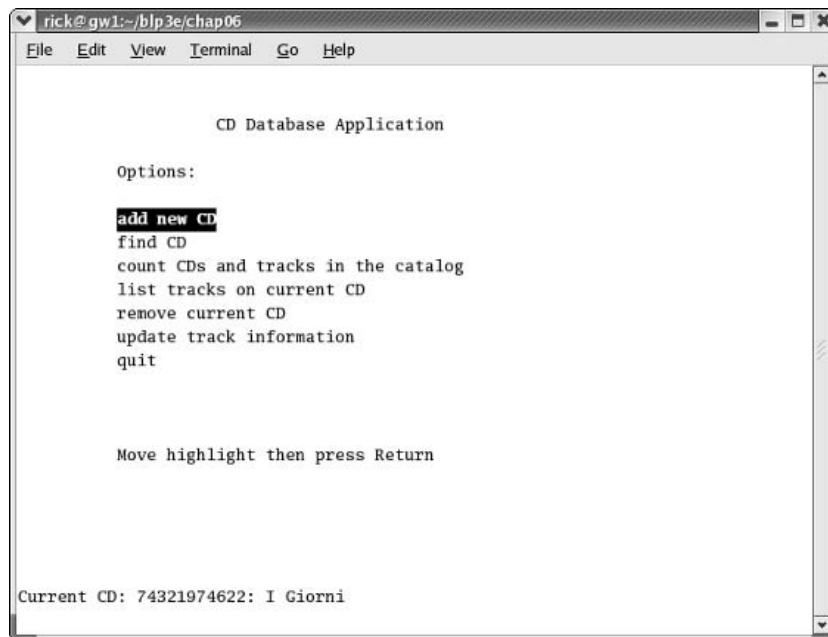 rick@gw1:~/blp3e/chap06
File Edit View Terminal Go Help
CD Database Application
Options:
add new CD
find CD
count CDs and tracks in the catalog
list tracks on current CD
remove current CD
update track information
quit
Move highlight then press Return
Current CD: 74321974622: I Giorni